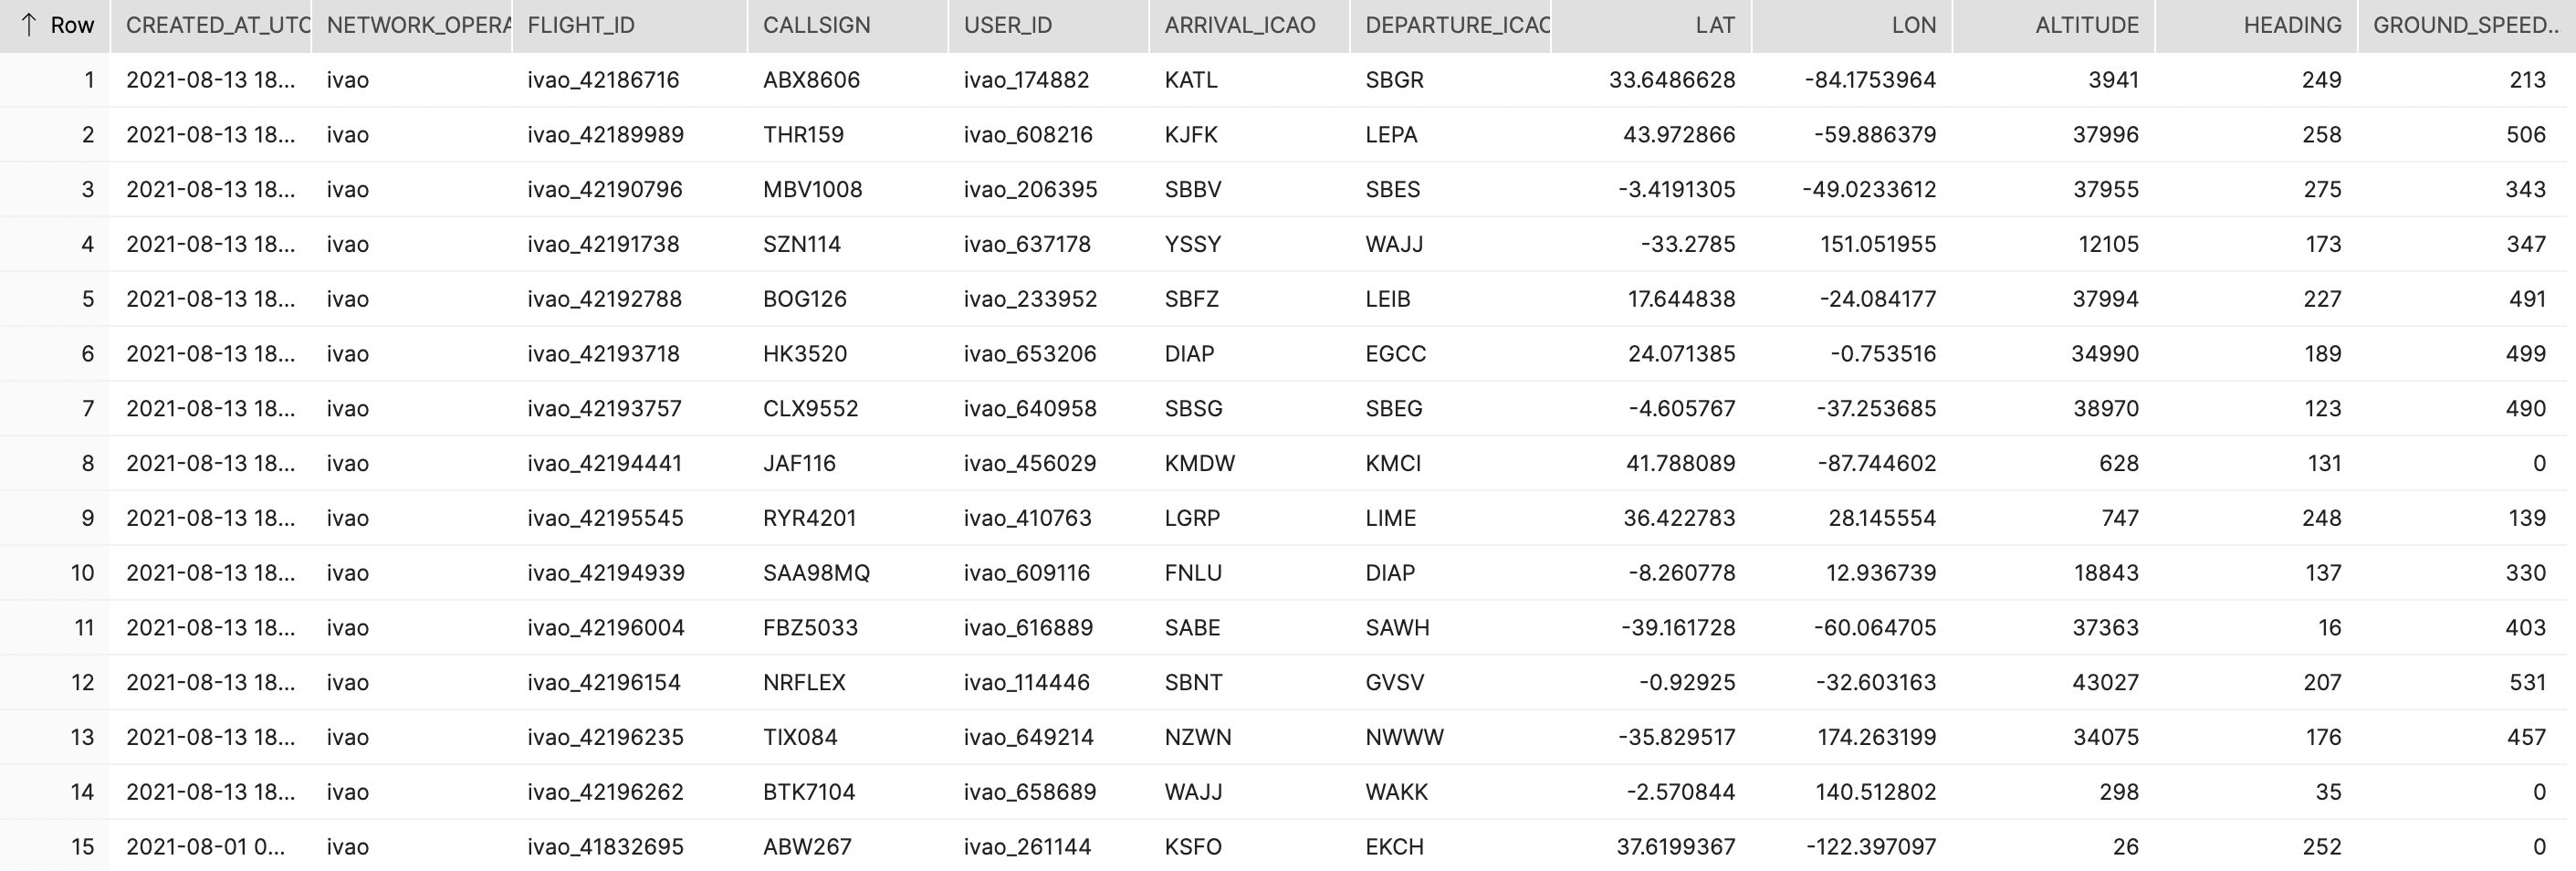 ↑ Row CREATED_AT_UTC NETWORK_OPERA FLIGHT_ID CALLSIGN USER_ID ARRIVAL_ICAO DEPARTURE_ICAO LAT LON ALTITUDE HEADING GROUND_SPEED..
1 2021-08-13 18... ivao ivao_42186716 ABX8606 ivao_174882 KATL SBGR 33.6486628 -84.1753964 3941 249 213
2 2021-08-13 18... ivao ivao_42189989 THR159 ivao_608216 KJFK LEPA 43.972866 -59.886379 37996 258 506
3 2021-08-13 18... ivao ivao_42190796 MBV1008 ivao_206395 SBBV SBES -3.4191305 -49.0233612 37955 275 343
4 2021-08-13 18... ivao ivao_42191738 SZN114 ivao_637178 YSSY WAJJ -33.2785 151.051955 12105 173 347
5 2021-08-13 18... ivao ivao_42192788 BOG126 ivao_233952 SBFZ LEIB 17.644838 -24.084177 37994 227 491
6 2021-08-13 18... ivao ivao_42193718 HK3520 ivao_653206 DIAP EGCC 24.071385 -0.753516 34990 189 499
7 2021-08-13 18... ivao ivao_42193757 CLX9552 ivao_640958 SBSG SBEG -4.605767 -37.253685 38970 123 490
8 2021-08-13 18... ivao ivao_42194441 JAF116 ivao_456029 KMDW KMCI 41.788089 -87.744602 628 131 0
9 2021-08-13 18... ivao ivao_42195545 RYR4201 ivao_410763 LGRP LIME 36.422783 28.145554 747 248 139
10 2021-08-13 18... ivao ivao_42194939 SAA98MQ ivao_609116 FNLU DIAP -8.260778 12.936739 18843 137 330
11 2021-08-13 18... ivao ivao_42196004 FBZ5033 ivao_616889 SABE SAWH -39.161728 -60.064705 37363 16 403
12 2021-08-13 18... ivao ivao_42196154 NRFLEX ivao_114446 SBNT GVSV -0.92925 -32.603163 43027 207 531
13 2021-08-13 18... ivao ivao_42196235 TIX084 ivao_649214 NZWN NWWW -35.829517 174.263199 34075 176 457
14 2021-08-13 18... ivao ivao_42196262 BTK7104 ivao_658689 WAJJ WAKK -2.570844 140.512802 298 35 0
15 2021-08-01 0... ivao ivao_41832695 ABW267 ivao_261144 KSFO EKCH 37.6199367 -122.397097 26 252 0